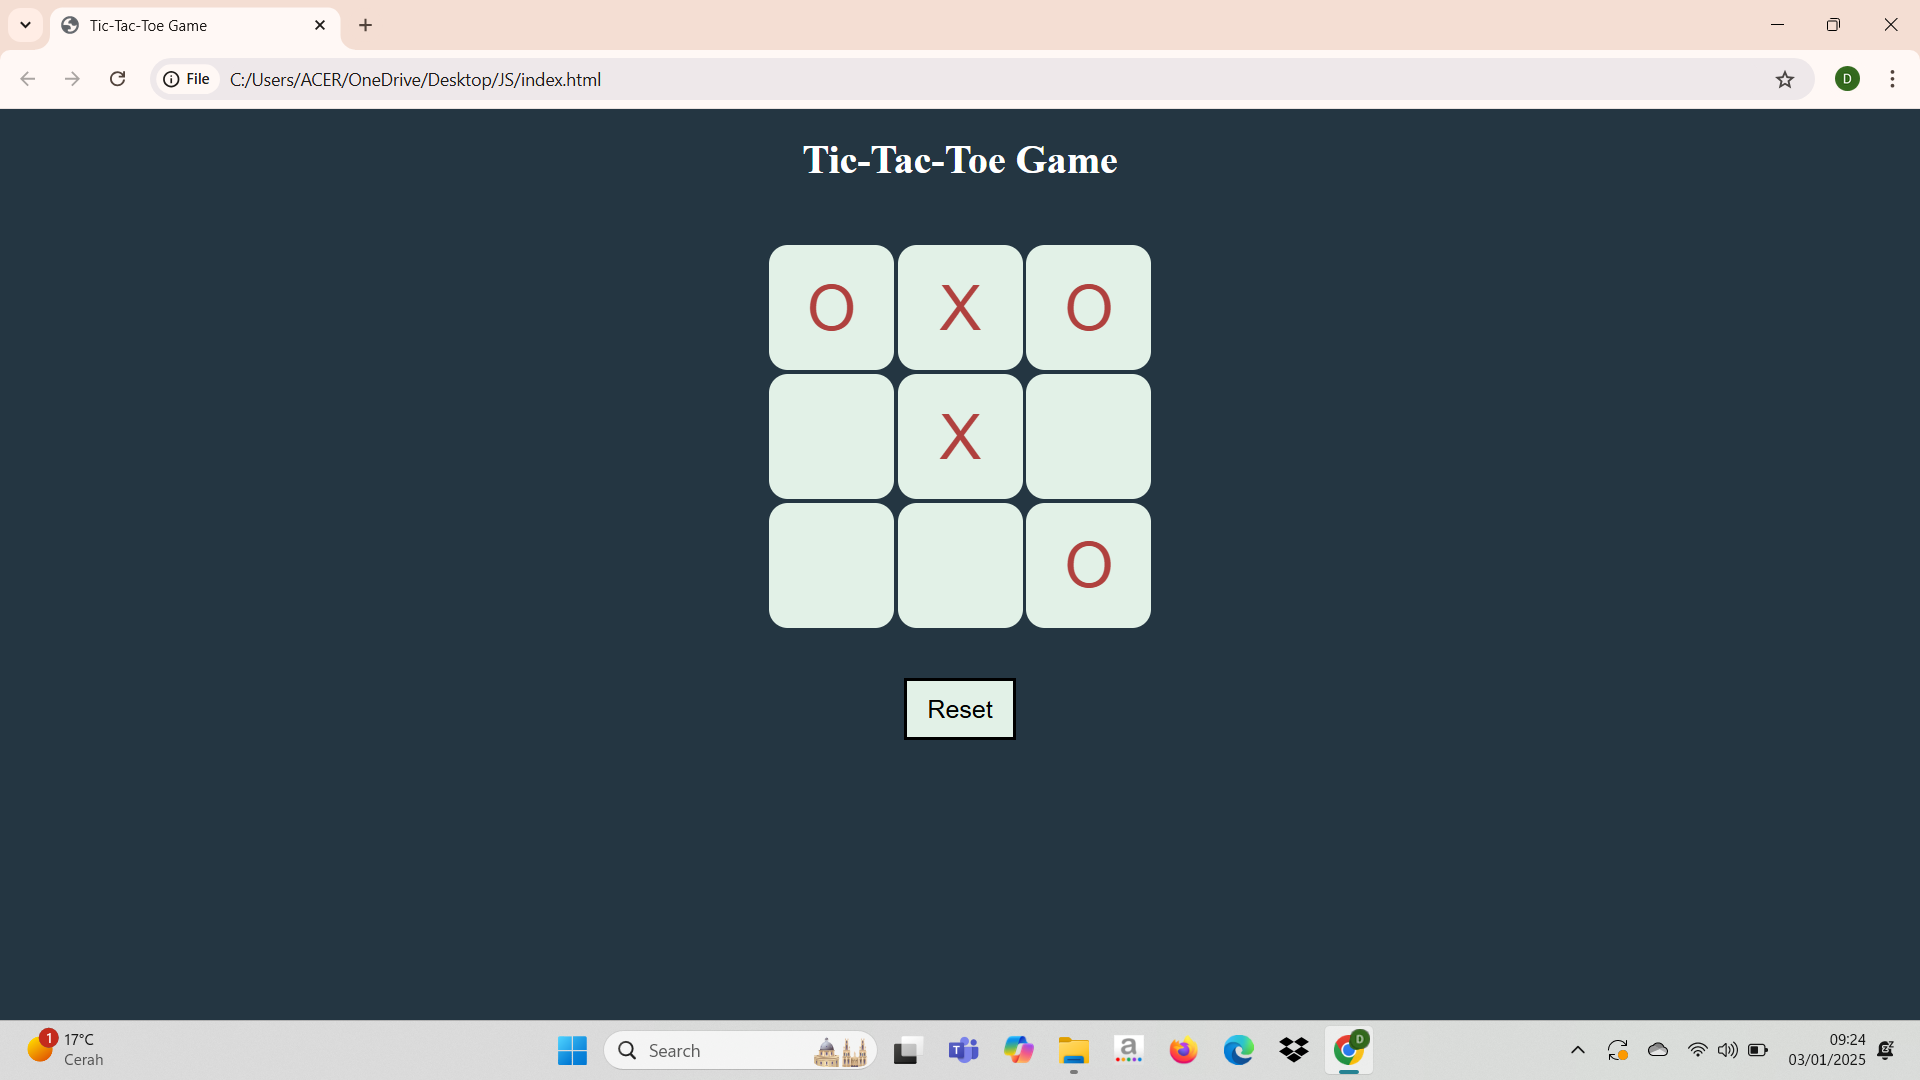 Tic-Tac-Toe Game
File C:/Users/ACER/OneDrive/Desktop/JS/index.html
D
Tic-Tac-Toe Game
O X O
X
O
Reset
1 17°C
Cerah
Search
T
a
D
09:24
03/01/2025